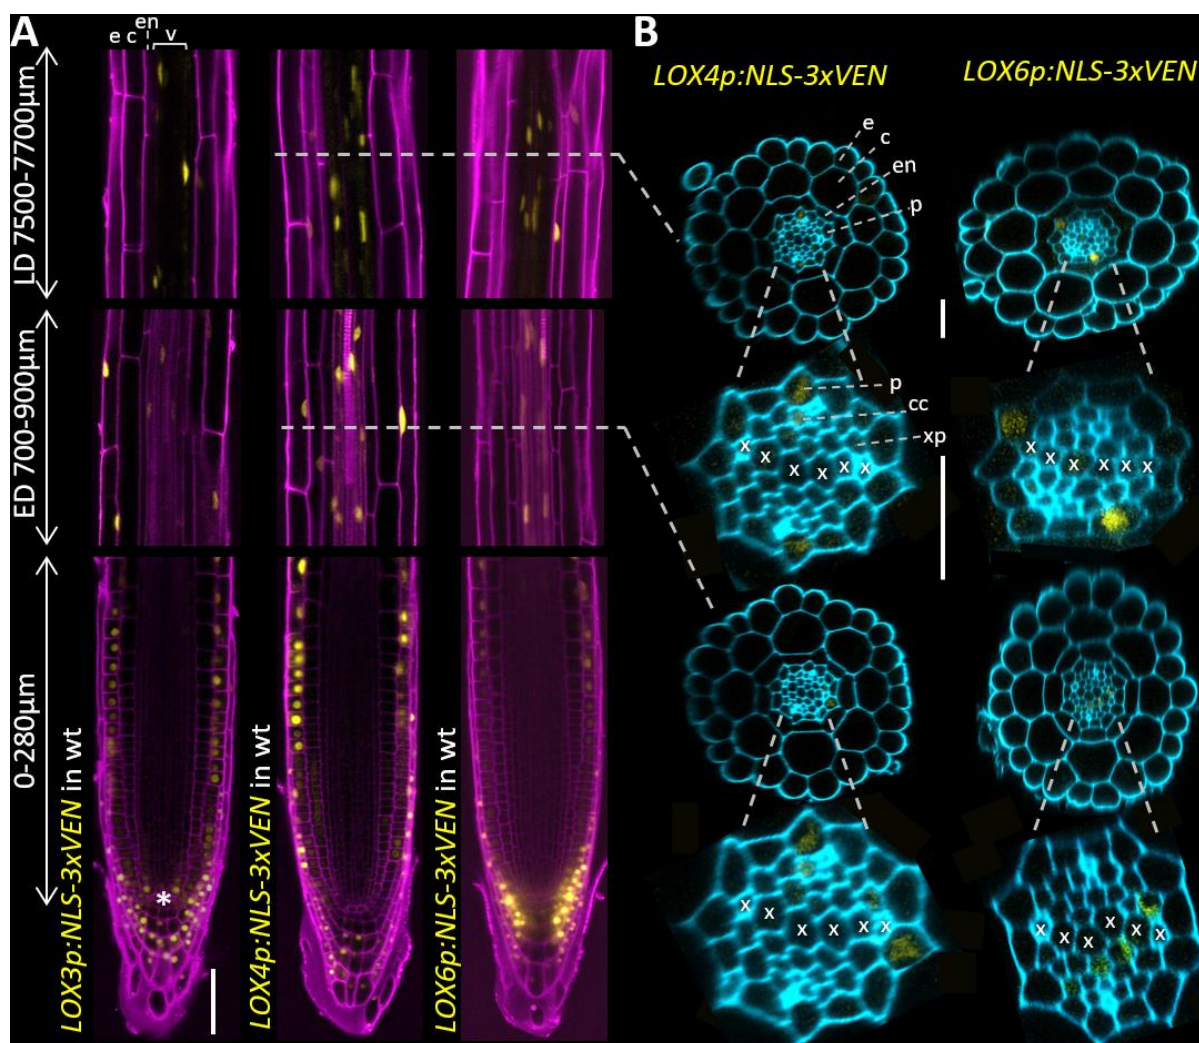 A
en
e c v
LD 7500-7700µm
ED 700-900µm
0-280µm
LOX3p:NLS-3xVEN in wt
*
LOX4p:NLS-3xVEN in wt
LOX6p:NLS-3xVEN in wt
B
LOX4p:NLS-3xVEN
LOX6p:NLS-3xVEN
e
c
en
p
p
cc
xp
x x x x x x
x x x x x x
x x x x x x
x x x x x x